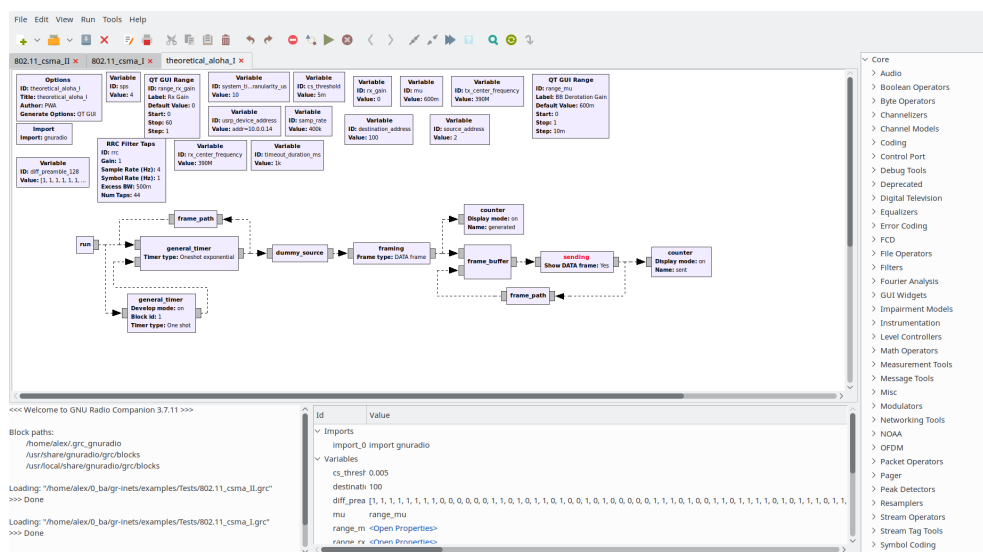 File Edit View Run Tools Help
802.11_csma_II
802.11_csma_I
theoretical_aloha_I
Options
ID: theoretical_aloha_I
Title: theoretical_aloha_I
Author: PWA
Generate Options: QT GUI
Variable
ID: sps
Value: 4
QT GUI Range
ID: range_rx_gain
Label: Rx Gain
Default Value: 0
Start: 0
Stop: 60
Step: 1
Variable
ID: system_ti...ranularity_us
Value: 10
Variable
ID: cs_threshold
Value: 5m
Variable
ID: rx_gain
Value: 0
Variable
ID: mu
Value: 600m
Variable
ID: tx_center_frequency
Value: 390M
QT GUI Range
ID: range_mu
Label: BB Derotation Gain
Default Value: 600m
Start: 0
Stop: 1
Step: 10m
Variable
ID: usrp_device_address
Value: addr=10.0.0.14
Variable
ID: samp_rate
Value: 400k
Variable
ID: destination_address
Value: 100
Variable
ID: source_address
Value: 2
Import
Import: gnuradio
RRC Filter Taps
ID: rrc
Gain: 1
Sample Rate (Hz): 4
Symbol Rate (Hz): 1
Excess BW: 500m
Num Taps: 44
Variable
ID: rx_center_frequency
Value: 390M
Variable
ID: timeout_duration_ms
Value: 1k
Variable
ID: diff_preamble_128
Value: [1, 1, 1, 1, 1, ...
frame_path
run
general_timer
Timer type: Oneshot exponential
dummy_source
framing
Frame type: DATA frame
counter
Display mode: on
Name: generated
frame_buffer
sending
Show DATA frame: Yes
counter
Display mode: on
Name: sent
frame_path
general_timer
Develop mode: on
Block id: 1
Timer type: One shot
<<< Welcome to GNU Radio Companion 3.7.11 >>>
Block paths:
/home/alex/.grc_gnuradio
/usr/share/gnuradio/grc/blocks
/usr/local/share/gnuradio/grc/blocks
Loading: "/home/alex/0_ba/gr-inets/examples/Tests/802.11_csma_II.grc"
>>> Done
Loading: "/home/alex/0_ba/gr-inets/examples/Tests/802.11_csma_I.grc"
>>> Done
Id Value
Imports
import_0 import gnuradio
Variables
cs_thresh 0.005
destinati 100
diff_prea [1, 1, 1, 1, 1, 1, 1, 0, 0, 0, 0, 0, 1, 1, 0, 1, 0, 1, 1, 0, 1, 1, 0, 0, 0, 0, 0, 1, 1, 1, 0, 0, 1, 1, 0, 1, 1, 1, 1, 0, 1, 0, 1, 1, 1, 0, 1, 1,
mu range_mu
range_m <Open Properties>
range_rx <Open Properties>
Core
Audio
Boolean Operators
Byte Operators
Channelizers
Channel Models
Coding
Control Port
Debug Tools
Deprecated
Digital Television
Equalizers
Error Coding
FCD
File Operators
Filters
Fourier Analysis
GUI Widgets
Impairment Models
Instrumentation
Level Controllers
Math Operators
Measurement Tools
Message Tools
Misc
Modulators
Networking Tools
NOAA
OFDM
Packet Operators
Pager
Peak Detectors
Resamplers
Stream Operators
Stream Tag Tools
Symbol Coding